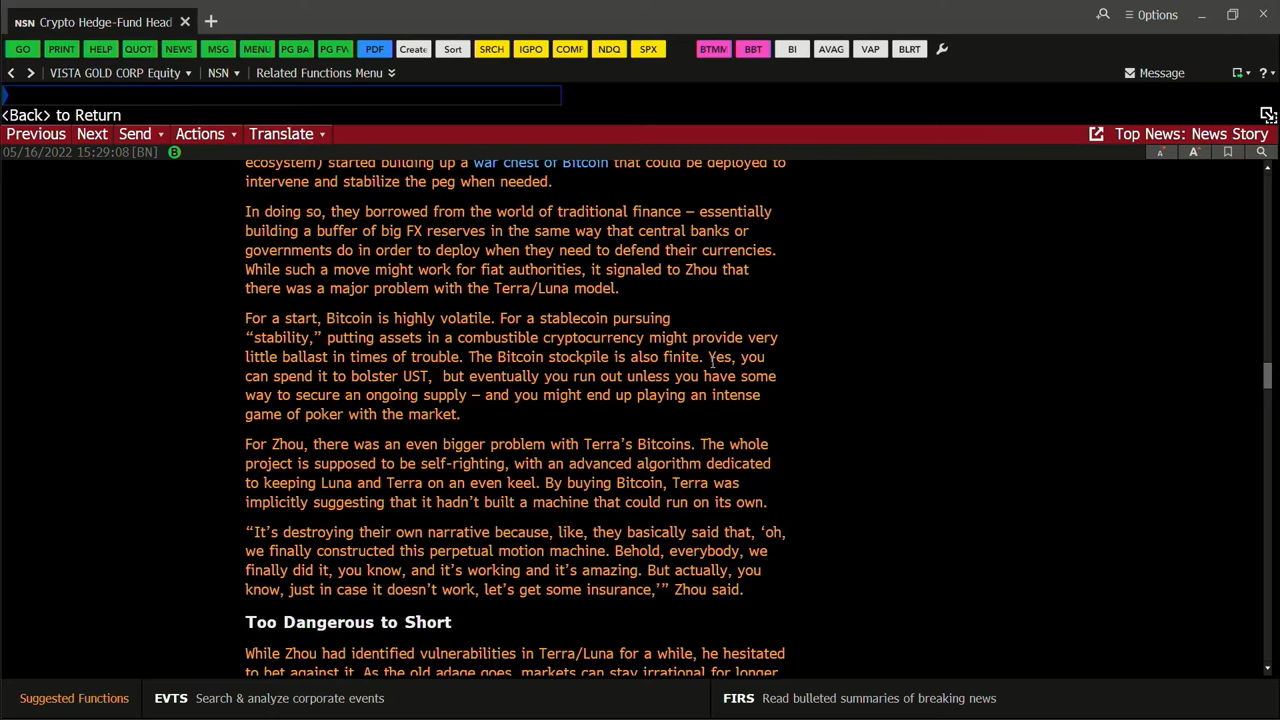 NSN Crypto Hedge-Fund Head
Options
GO PRINT HELP QUOT NEWS MSG MENU PG BA PG FW PDF Create Sort SRCH IGPO COMP NDQ SPX BTMM BBT BI AVAG VAP BLRT
VISTA GOLD CORP Equity NSN Related Functions Menu Message ?
<Back> to Return
Previous Next Send Actions Translate Top News: News Story
05/16/2022 15:29:08 [BN] B A A
ecosystem) started building up a war chest of Bitcoin that could be deployed to
intervene and stabilize the peg when needed.
In doing so, they borrowed from the world of traditional finance – essentially
building a buffer of big FX reserves in the same way that central banks or
governments do in order to deploy when they need to defend their currencies.
While such a move might work for fiat authorities, it signaled to Zhou that
there was a major problem with the Terra/Luna model.
For a start, Bitcoin is highly volatile. For a stablecoin pursuing
“stability,” putting assets in a combustible cryptocurrency might provide very
little ballast in times of trouble. The Bitcoin stockpile is also finite. Yes, you
can spend it to bolster UST, but eventually you run out unless you have some
way to secure an ongoing supply – and you might end up playing an intense
game of poker with the market.
For Zhou, there was an even bigger problem with Terra’s Bitcoins. The whole
project is supposed to be self-righting, with an advanced algorithm dedicated
to keeping Luna and Terra on an even keel. By buying Bitcoin, Terra was
implicitly suggesting that it hadn’t built a machine that could run on its own.
“It’s destroying their own narrative because, like, they basically said that, ‘oh,
we finally constructed this perpetual motion machine. Behold, everybody, we
finally did it, you know, and it’s working and it’s amazing. But actually, you
know, just in case it doesn’t work, let’s get some insurance,’” Zhou said.
Too Dangerous to Short
While Zhou had identified vulnerabilities in Terra/Luna for a while, he hesitated
to bet against it. As the old adage goes, markets can stay irrational for longer
Suggested Functions EVTS Search & analyze corporate events FIRS Read bulleted summaries of breaking news